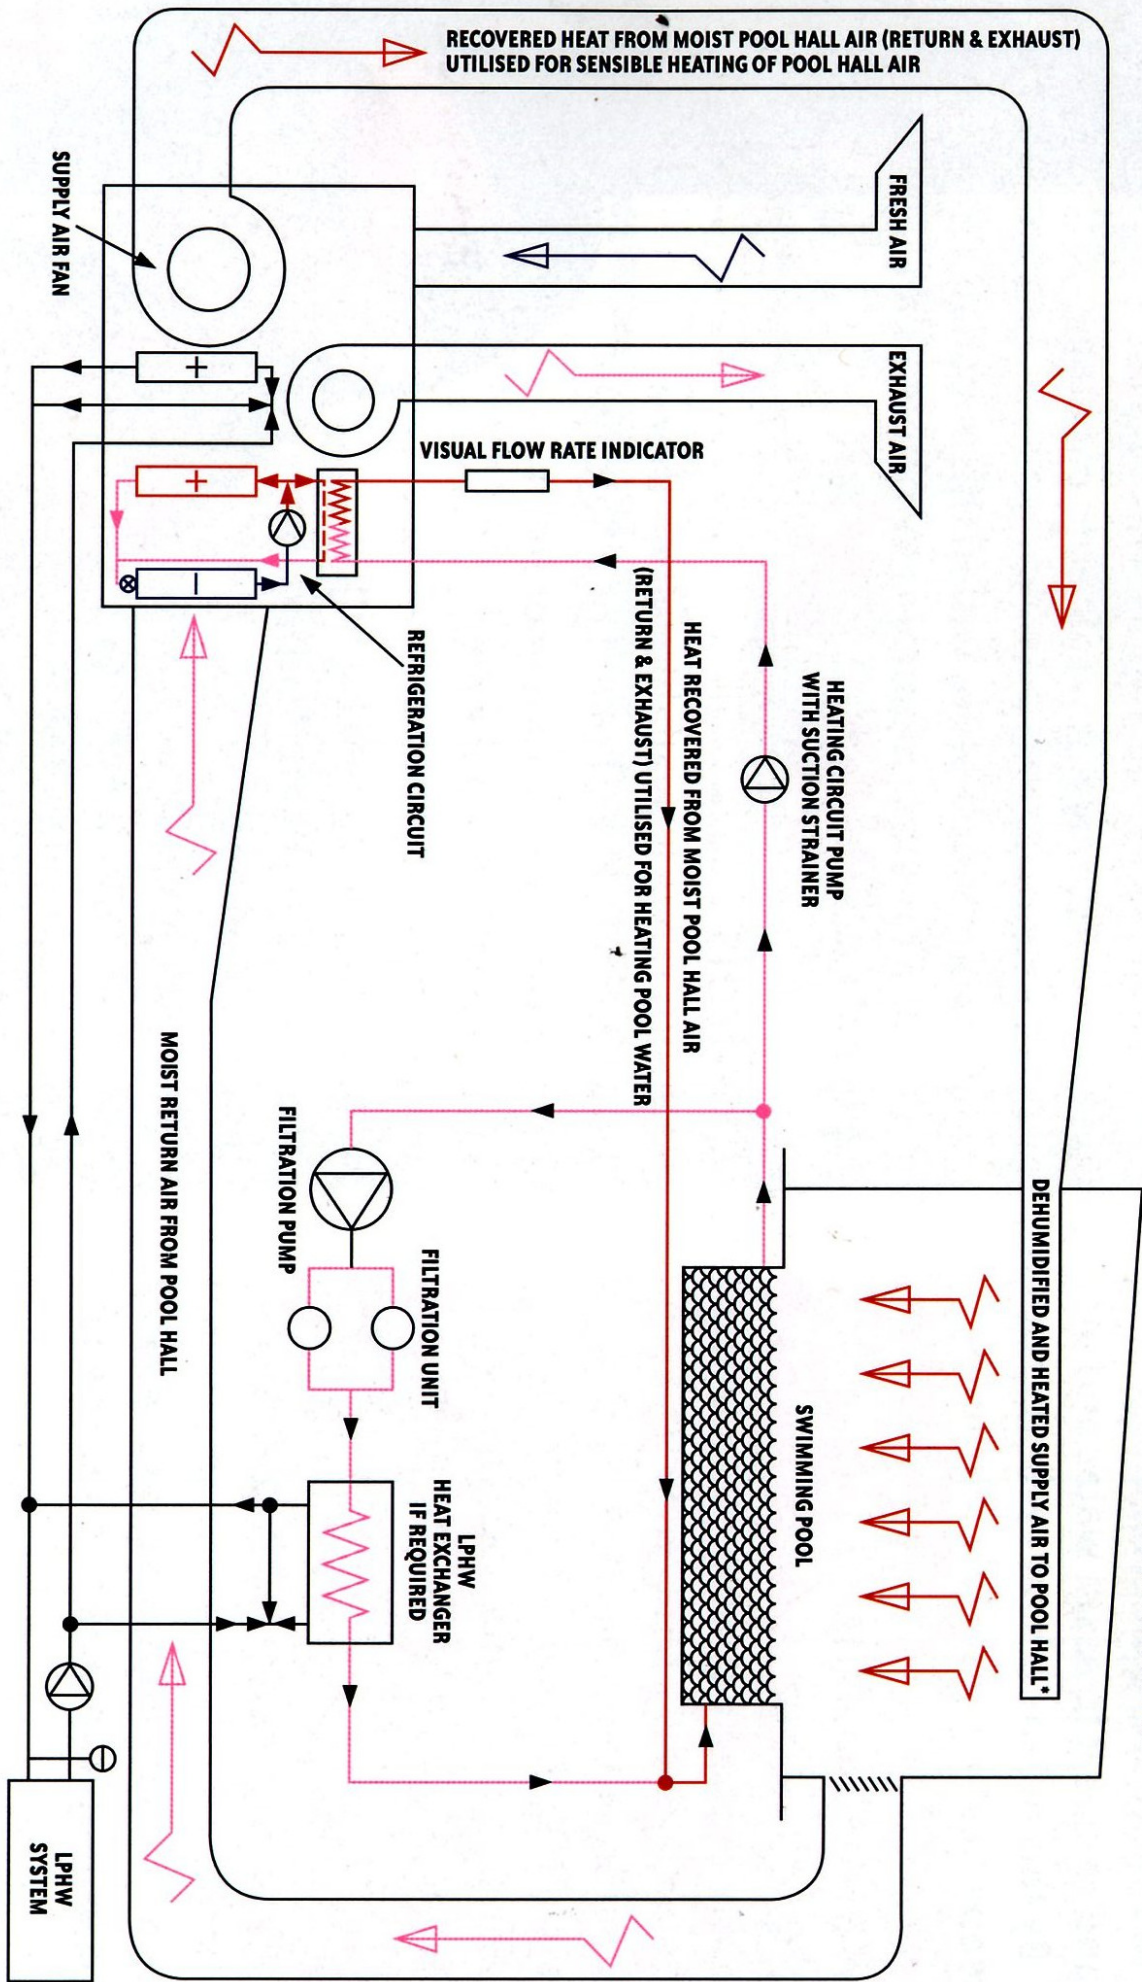 RECOVERED HEAT FROM MOIST POOL HALL AIR (RETURN & EXHAUST)
UTILISED FOR SENSIBLE HEATING OF POOL HALL AIR
FRESH AIR
EXHAUST AIR
SUPPLY AIR FAN
VISUAL FLOW RATE INDICATOR
REFRIGERATION CIRCUIT
HEATING CIRCUIT PUMP
WITH SUCTION STRAINER
HEAT RECOVERED FROM MOIST POOL HALL AIR
(RETURN & EXHAUST) UTILISED FOR HEATING POOL WATER
DEHUMIDIFIED AND HEATED SUPPLY AIR TO POOL HALL*
SWIMMING POOL
MOIST RETURN AIR FROM POOL HALL
FILTRATION PUMP
FILTRATION UNIT
LPHW
HEAT EXCHANGER
IF REQUIRED
LPHW
SYSTEM